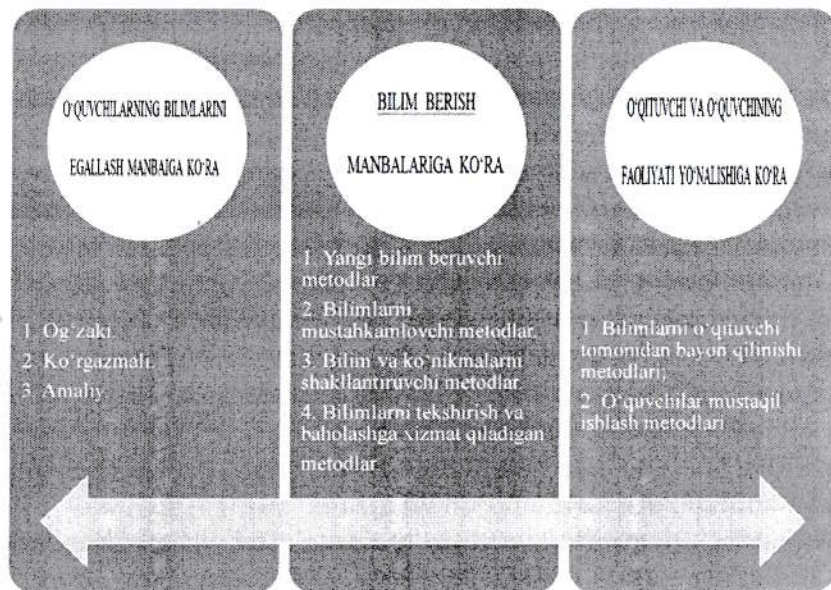 O‘QUVCHILARNING BILIMLARINI
EGALLASH MANBAIGA KO‘RA
1 Og‘zaki.
2 Ko‘rgazmali.
3. Amaliy
BILIM BERISH
MANBALARIGA KO‘RA
1. Yangi bilim beruvchi
metodlar.
2. Bilimlarni
mustahkamlovchi metodlar.
3. Bilim va ko‘nikmalarni
shakllantiruvchi metodlar.
4. Bilimlarni tekshirish va
baholashga xizmat qiladigan
metodlar
O‘QITUVCHI VA O‘QUVCHINING
FAOLIYATI YO‘NALISHIGA KO‘RA
1 Bilimlarni o‘qituvchi
tomonidan bayon qilinishi
metodlari;
2. O‘quvchilar mustaqil
ishlash metodlari